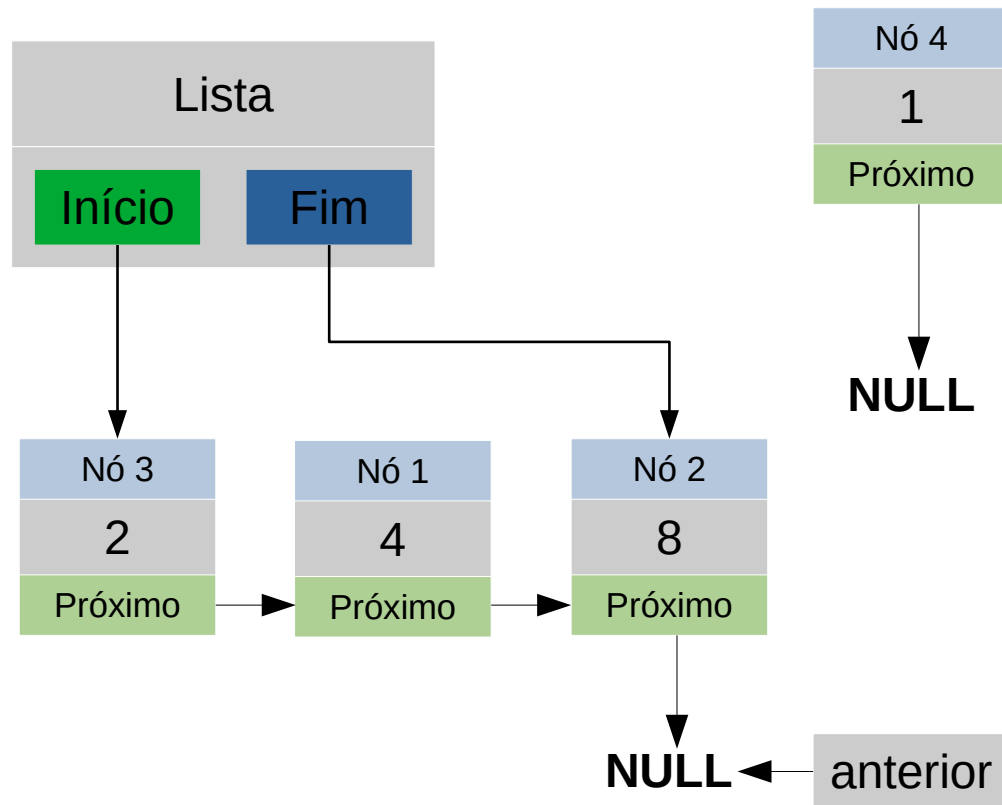 Lista
Início
Fim
Nó 4
1
Próximo
NULL
Nó 3
2
Próximo
Nó 1
4
Próximo
Nó 2
8
Próximo
NULL
anterior